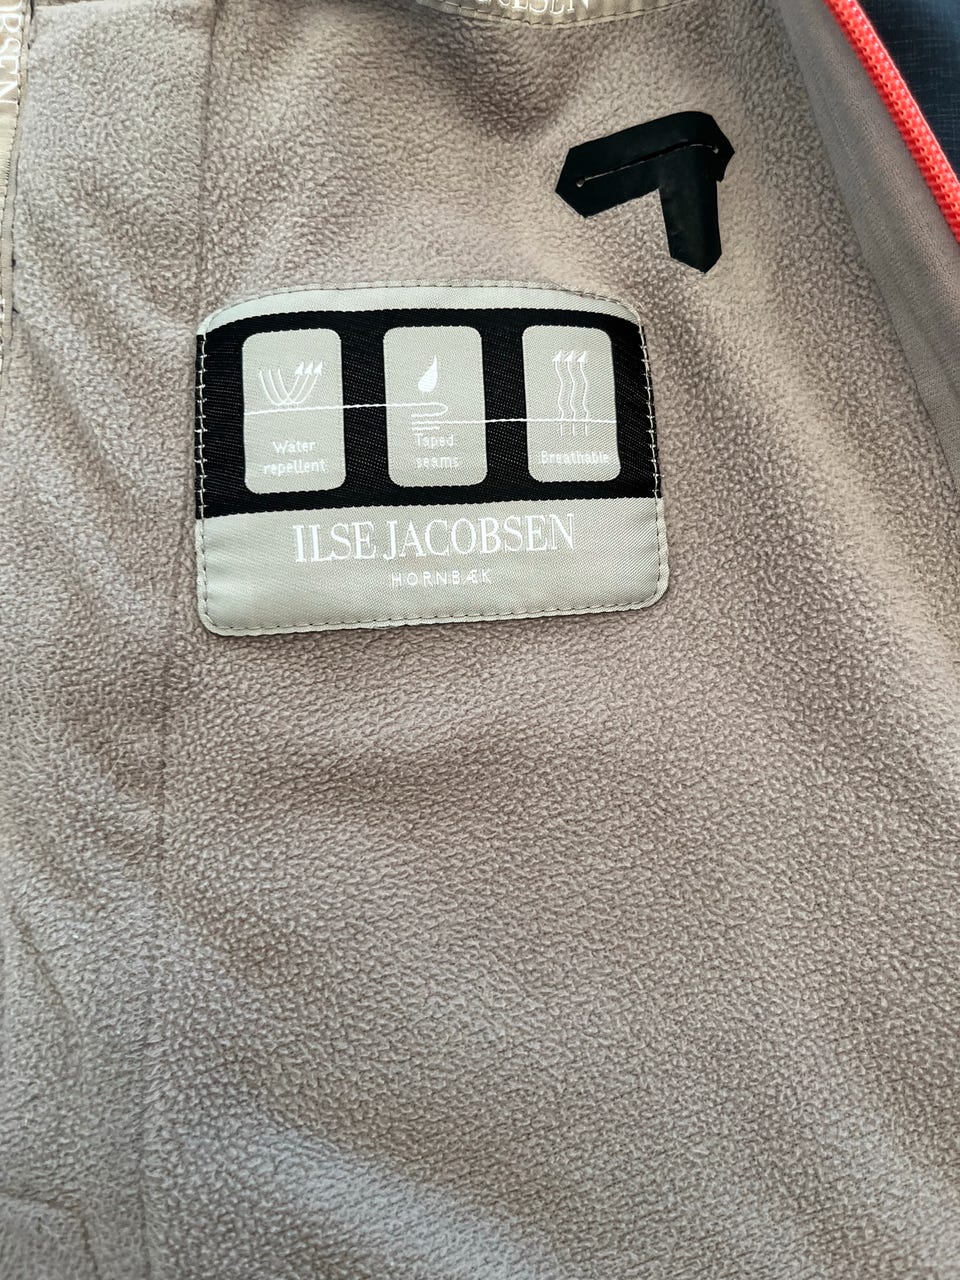 Water
repellent
Taped
seams
Breathable
ILSE JACOBSEN
HORNBÆK